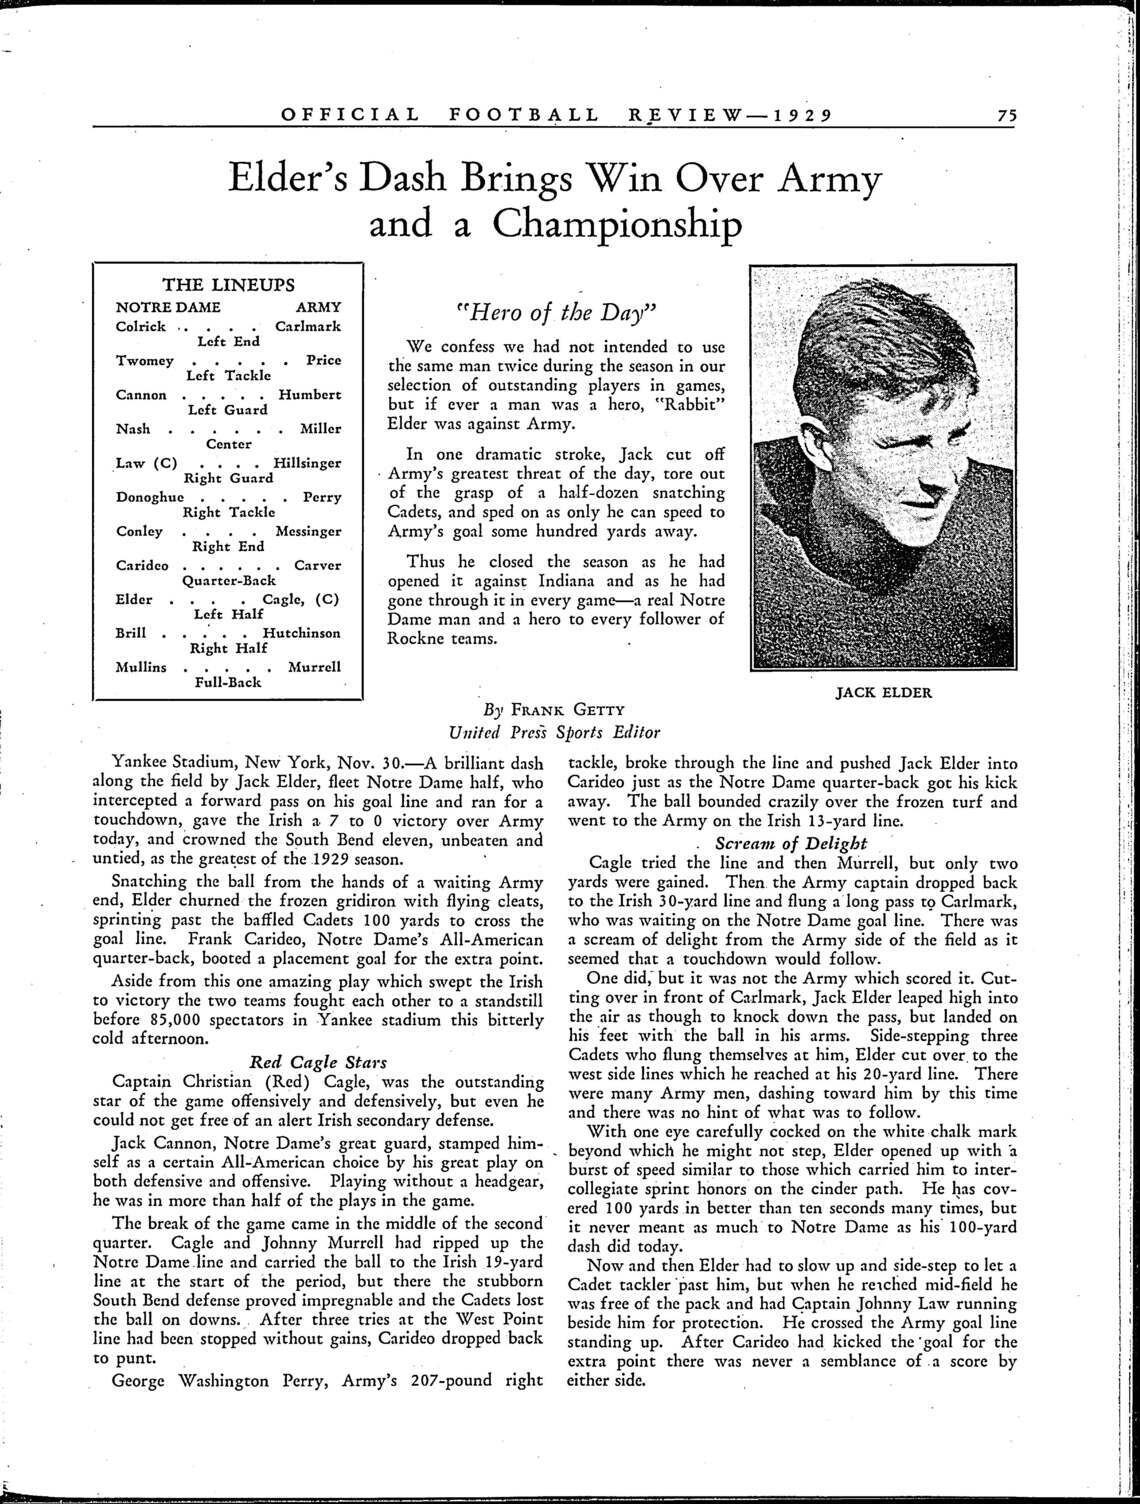 OFFICIAL FOOTBALL REVIEW—1929 75
Elder's Dash Brings Win Over Army
and a Championship
THE LINEUPS
NOTRE DAME ARMY
Colrick . . . . Carlmark
Left End
Twomey . . . . . Price
Left Tackle
Cannon . . . . . Humbert
Left Guard
Nash . . . . . . Miller
Center
Law (C) . . . . Hillsinger
Right Guard
Donoghue . . . . . Perry
Right Tackle
Conley . . . . Messinger
Right End
Carideo . . . . . . Carver
Quarter-Back
Elder . . . . Cagle, (C)
Left Half
Brill . . . . . Hutchinson
Right Half
Mullins . . . . . Murrell
Full-Back
"Hero of the Day"
We confess we had not intended to use
the same man twice during the season in our
selection of outstanding players in games,
but if ever a man was a hero, "Rabbit"
Elder was against Army.
In one dramatic stroke, Jack cut off
Army's greatest threat of the day, tore out
of the grasp of a half-dozen snatching
Cadets, and sped on as only he can speed to
Army's goal some hundred yards away.
Thus he closed the season as he had
opened it against Indiana and as he had
gone through it in every game—a real Notre
Dame man and a hero to every follower of
Rockne teams.
JACK ELDER
By FRANK GETTY
United Press Sports Editor
Yankee Stadium, New York, Nov. 30.—A brilliant dash
along the field by Jack Elder, fleet Notre Dame half, who
intercepted a forward pass on his goal line and ran for a
touchdown, gave the Irish a 7 to 0 victory over Army
today, and crowned the South Bend eleven, unbeaten and
untied, as the greatest of the 1929 season.
Snatching the ball from the hands of a waiting Army
end, Elder churned the frozen gridiron with flying cleats,
sprinting past the baffled Cadets 100 yards to cross the
goal line. Frank Carideo, Notre Dame's All-American
quarter-back, booted a placement goal for the extra point.
Aside from this one amazing play which swept the Irish
to victory the two teams fought each other to a standstill
before 85,000 spectators in Yankee stadium this bitterly
cold afternoon.
Red Cagle Stars
Captain Christian (Red) Cagle, was the outstanding
star of the game offensively and defensively, but even he
could not get free of an alert Irish secondary defense.
Jack Cannon, Notre Dame's great guard, stamped him-
self as a certain All-American choice by his great play on
both defensive and offensive. Playing without a headgear,
he was in more than half of the plays in the game.
The break of the game came in the middle of the second
quarter. Cagle and Johnny Murrell had ripped up the
Notre Dame line and carried the ball to the Irish 19-yard
line at the start of the period, but there the stubborn
South Bend defense proved impregnable and the Cadets lost
the ball on downs. After three tries at the West Point
line had been stopped without gains, Carideo dropped back
to punt.
George Washington Perry, Army's 207-pound right
tackle, broke through the line and pushed Jack Elder into
Carideo just as the Notre Dame quarter-back got his kick
away. The ball bounded crazily over the frozen turf and
went to the Army on the Irish 13-yard line.
Scream of Delight
Cagle tried the line and then Murrell, but only two
yards were gained. Then the Army captain dropped back
to the Irish 30-yard line and flung a long pass to Carlmark,
who was waiting on the Notre Dame goal line. There was
a scream of delight from the Army side of the field as it
seemed that a touchdown would follow.
One did, but it was not the Army which scored it. Cut-
ting over in front of Carlmark, Jack Elder leaped high into
the air as though to knock down the pass, but landed on
his feet with the ball in his arms. Side-stepping three
Cadets who flung themselves at him, Elder cut over to the
west side lines which he reached at his 20-yard line. There
were many Army men, dashing toward him by this time
and there was no hint of what was to follow.
With one eye carefully cocked on the white chalk mark
beyond which he might not step, Elder opened up with a
burst of speed similar to those which carried him to inter-
collegiate sprint honors on the cinder path. He has cov-
ered 100 yards in better than ten seconds many times, but
it never meant as much to Notre Dame as his 100-yard
dash did today.
Now and then Elder had to slow up and side-step to let a
Cadet tackler past him, but when he reached mid-field he
was free of the pack and had Captain Johnny Law running
beside him for protection. He crossed the Army goal line
standing up. After Carideo had kicked the goal for the
extra point there was never a semblance of a score by
either side.